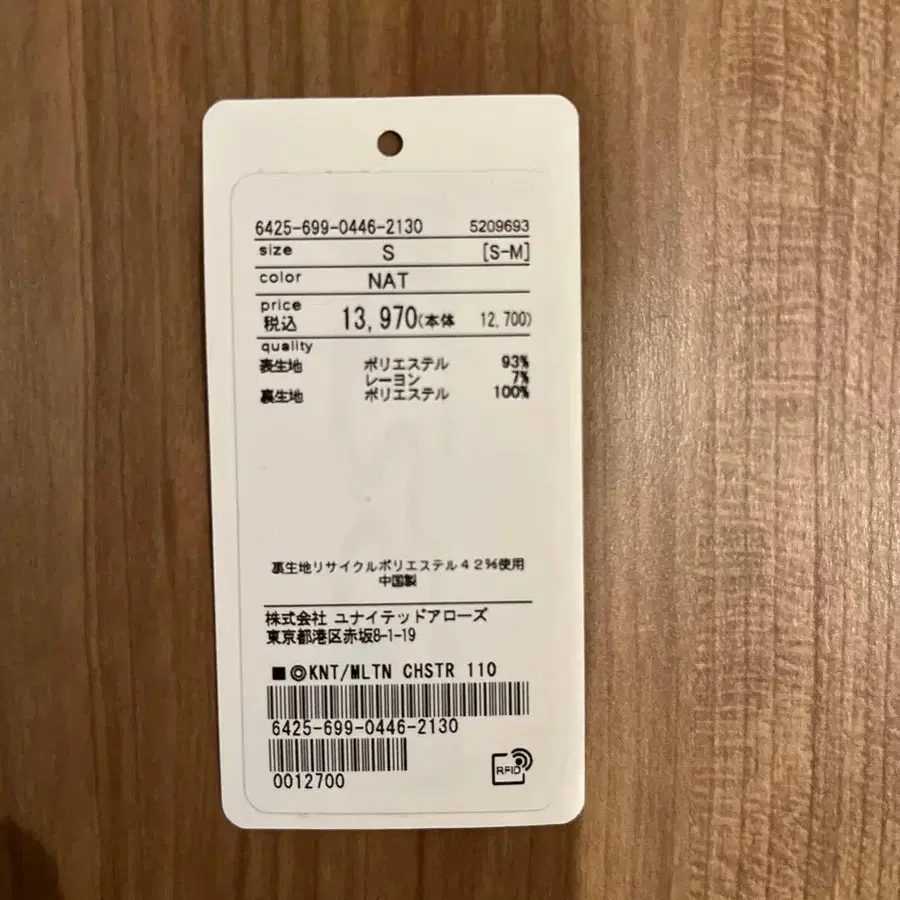 6425-699-0446-2130 5209693
size S [S-M]
color NAT
price
税込 13,970(本体 12,700)
quality
表生地 ポリエステル 93%
レーヨン 7%
裏生地 ポリエステル 100%
裏生地リサイクルポリエステル42%使用
中国製
株式会社 ユナイテッドアローズ
東京都港区赤坂8-1-19
■◎KNT/MLTN CHSTR 110
6425-699-0446-2130
0012700
RFID